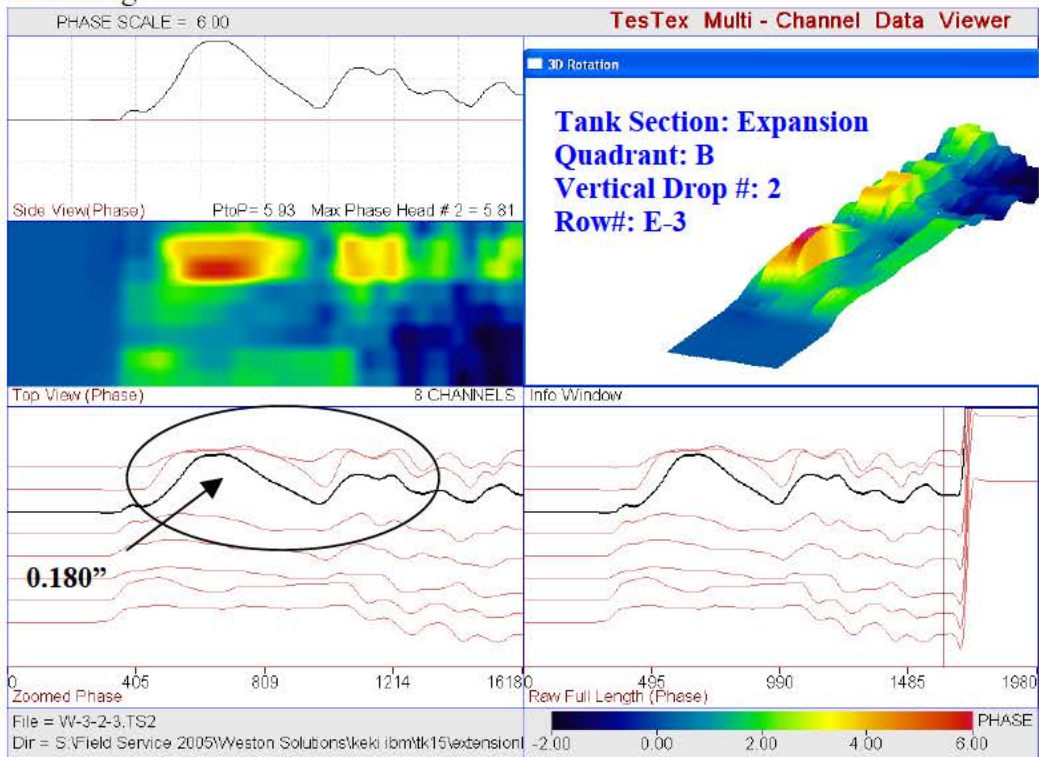 PHASE SCALE = 6.00
TesTex Multi - Channel Data Viewer
3D Rotation
Tank Section: Expansion
Quadrant: B
Vertical Drop #: 2
Row#: E-3
Side View(Phase) PtoP= 5.93 Max Phase Head # 2 = 5.81
Top View (Phase) 8 CHANNELS
Info Window
0.180”
0 405 809 1214 1618
Zoomed Phase
0 495 990 1485 1980
Raw Full Length (Phase)
File = W-3-2-3.TS2
Dir = S:\Field Service 2005\Weston Solutions\keki ibm\tk15\extension
PHASE
-2.00 0.00 2.00 4.00 6.00